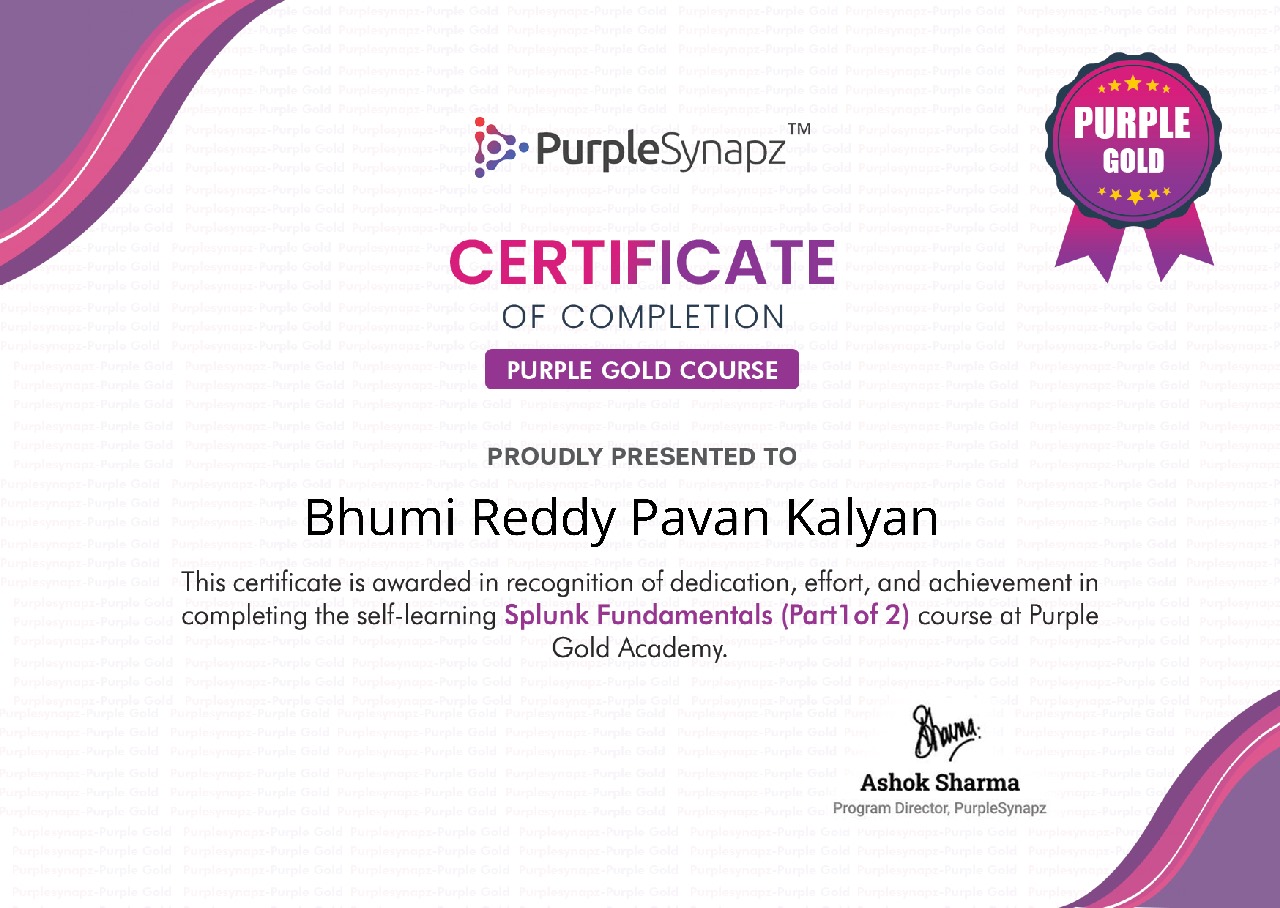 PurpleSynapz™
PURPLE
GOLD
CERTIFICATE
OF COMPLETION
PURPLE GOLD COURSE
PROUDLY PRESENTED TO
Bhumi Reddy Pavan Kalyan
This certificate is awarded in recognition of dedication, effort, and achievement in
completing the self-learning Splunk Fundamentals (Part1of 2) course at Purple
Gold Academy.
Sharma.
Ashok Sharma
Program Director, PurpleSynapz